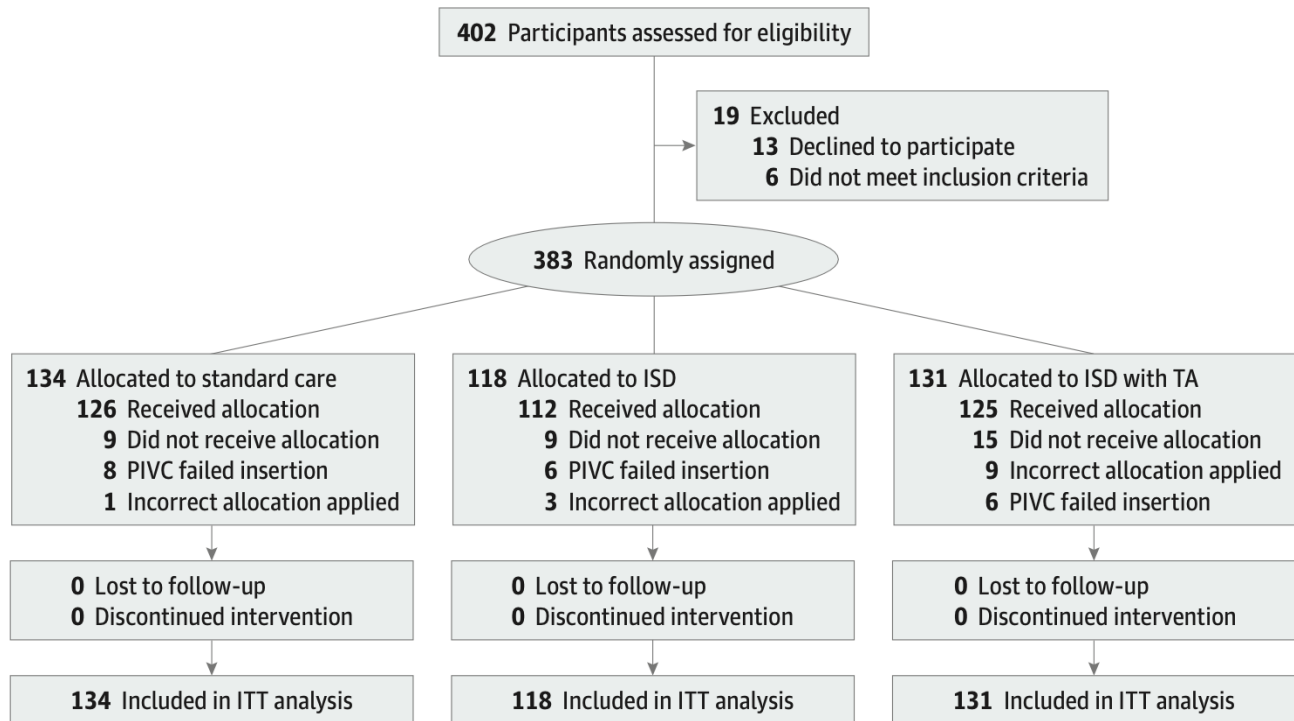 402 Participants assessed for eligibility
19 Excluded
13 Declined to participate
6 Did not meet inclusion criteria
383 Randomly assigned
134 Allocated to standard care
126 Received allocation
9 Did not receive allocation
8 PIVC failed insertion
1 Incorrect allocation applied
118 Allocated to ISD
112 Received allocation
9 Did not receive allocation
6 PIVC failed insertion
3 Incorrect allocation applied
131 Allocated to ISD with TA
125 Received allocation
15 Did not receive allocation
9 Incorrect allocation applied
6 PIVC failed insertion
0 Lost to follow-up
0 Discontinued intervention
0 Lost to follow-up
0 Discontinued intervention
0 Lost to follow-up
0 Discontinued intervention
134 Included in ITT analysis
118 Included in ITT analysis
131 Included in ITT analysis